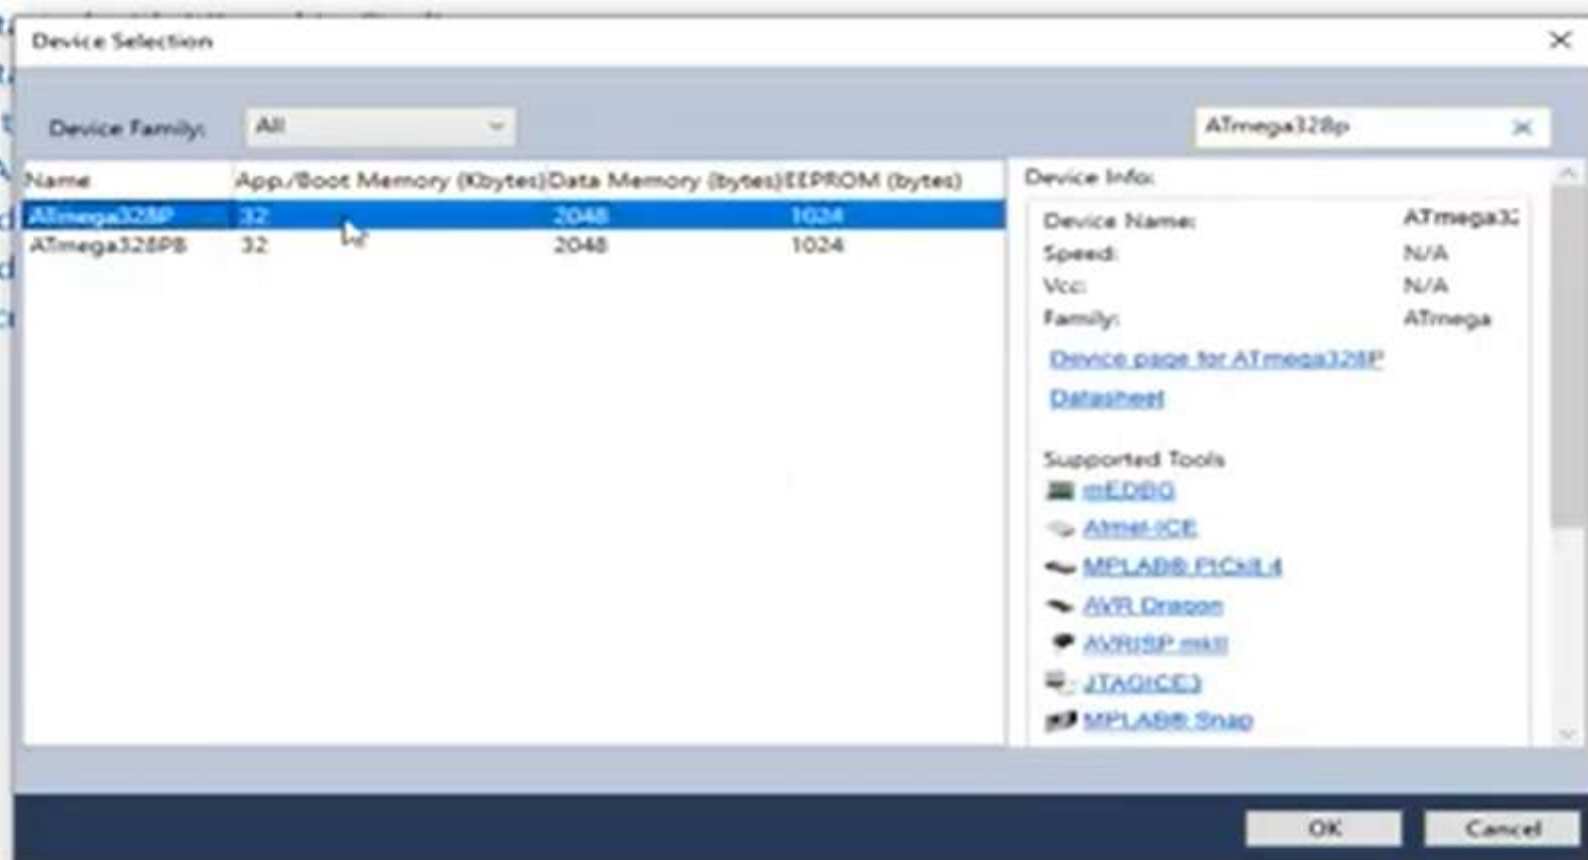 Device Selection
Device Family: All ATmega328p
Name App./Boot Memory (Kbytes) Data Memory (bytes) EEPROM (bytes)
ATmega328P 32 2048 1024
ATmega328PB 32 2048 1024
Device Info:
Device Name: ATmega32
Speed: N/A
Vcc: N/A
Family: ATmega
Device page for ATmega328P
Datasheet
Supported Tools
mEDBG
Atmel-ICE
MPLAB® PICkit 4
AVR Dragon
AVRISP mkII
JTAGICE3
MPLAB® Snap
OK Cancel